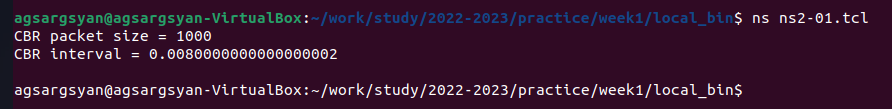 agsargsyan@agsargsyan-VirtualBox:~/work/study/2022-2023/practice/week1/local_bin$ ns ns2-01.tcl
CBR packet size = 1000
CBR interval = 0.0080000000000000002
agsargsyan@agsargsyan-VirtualBox:~/work/study/2022-2023/practice/week1/local_bin$